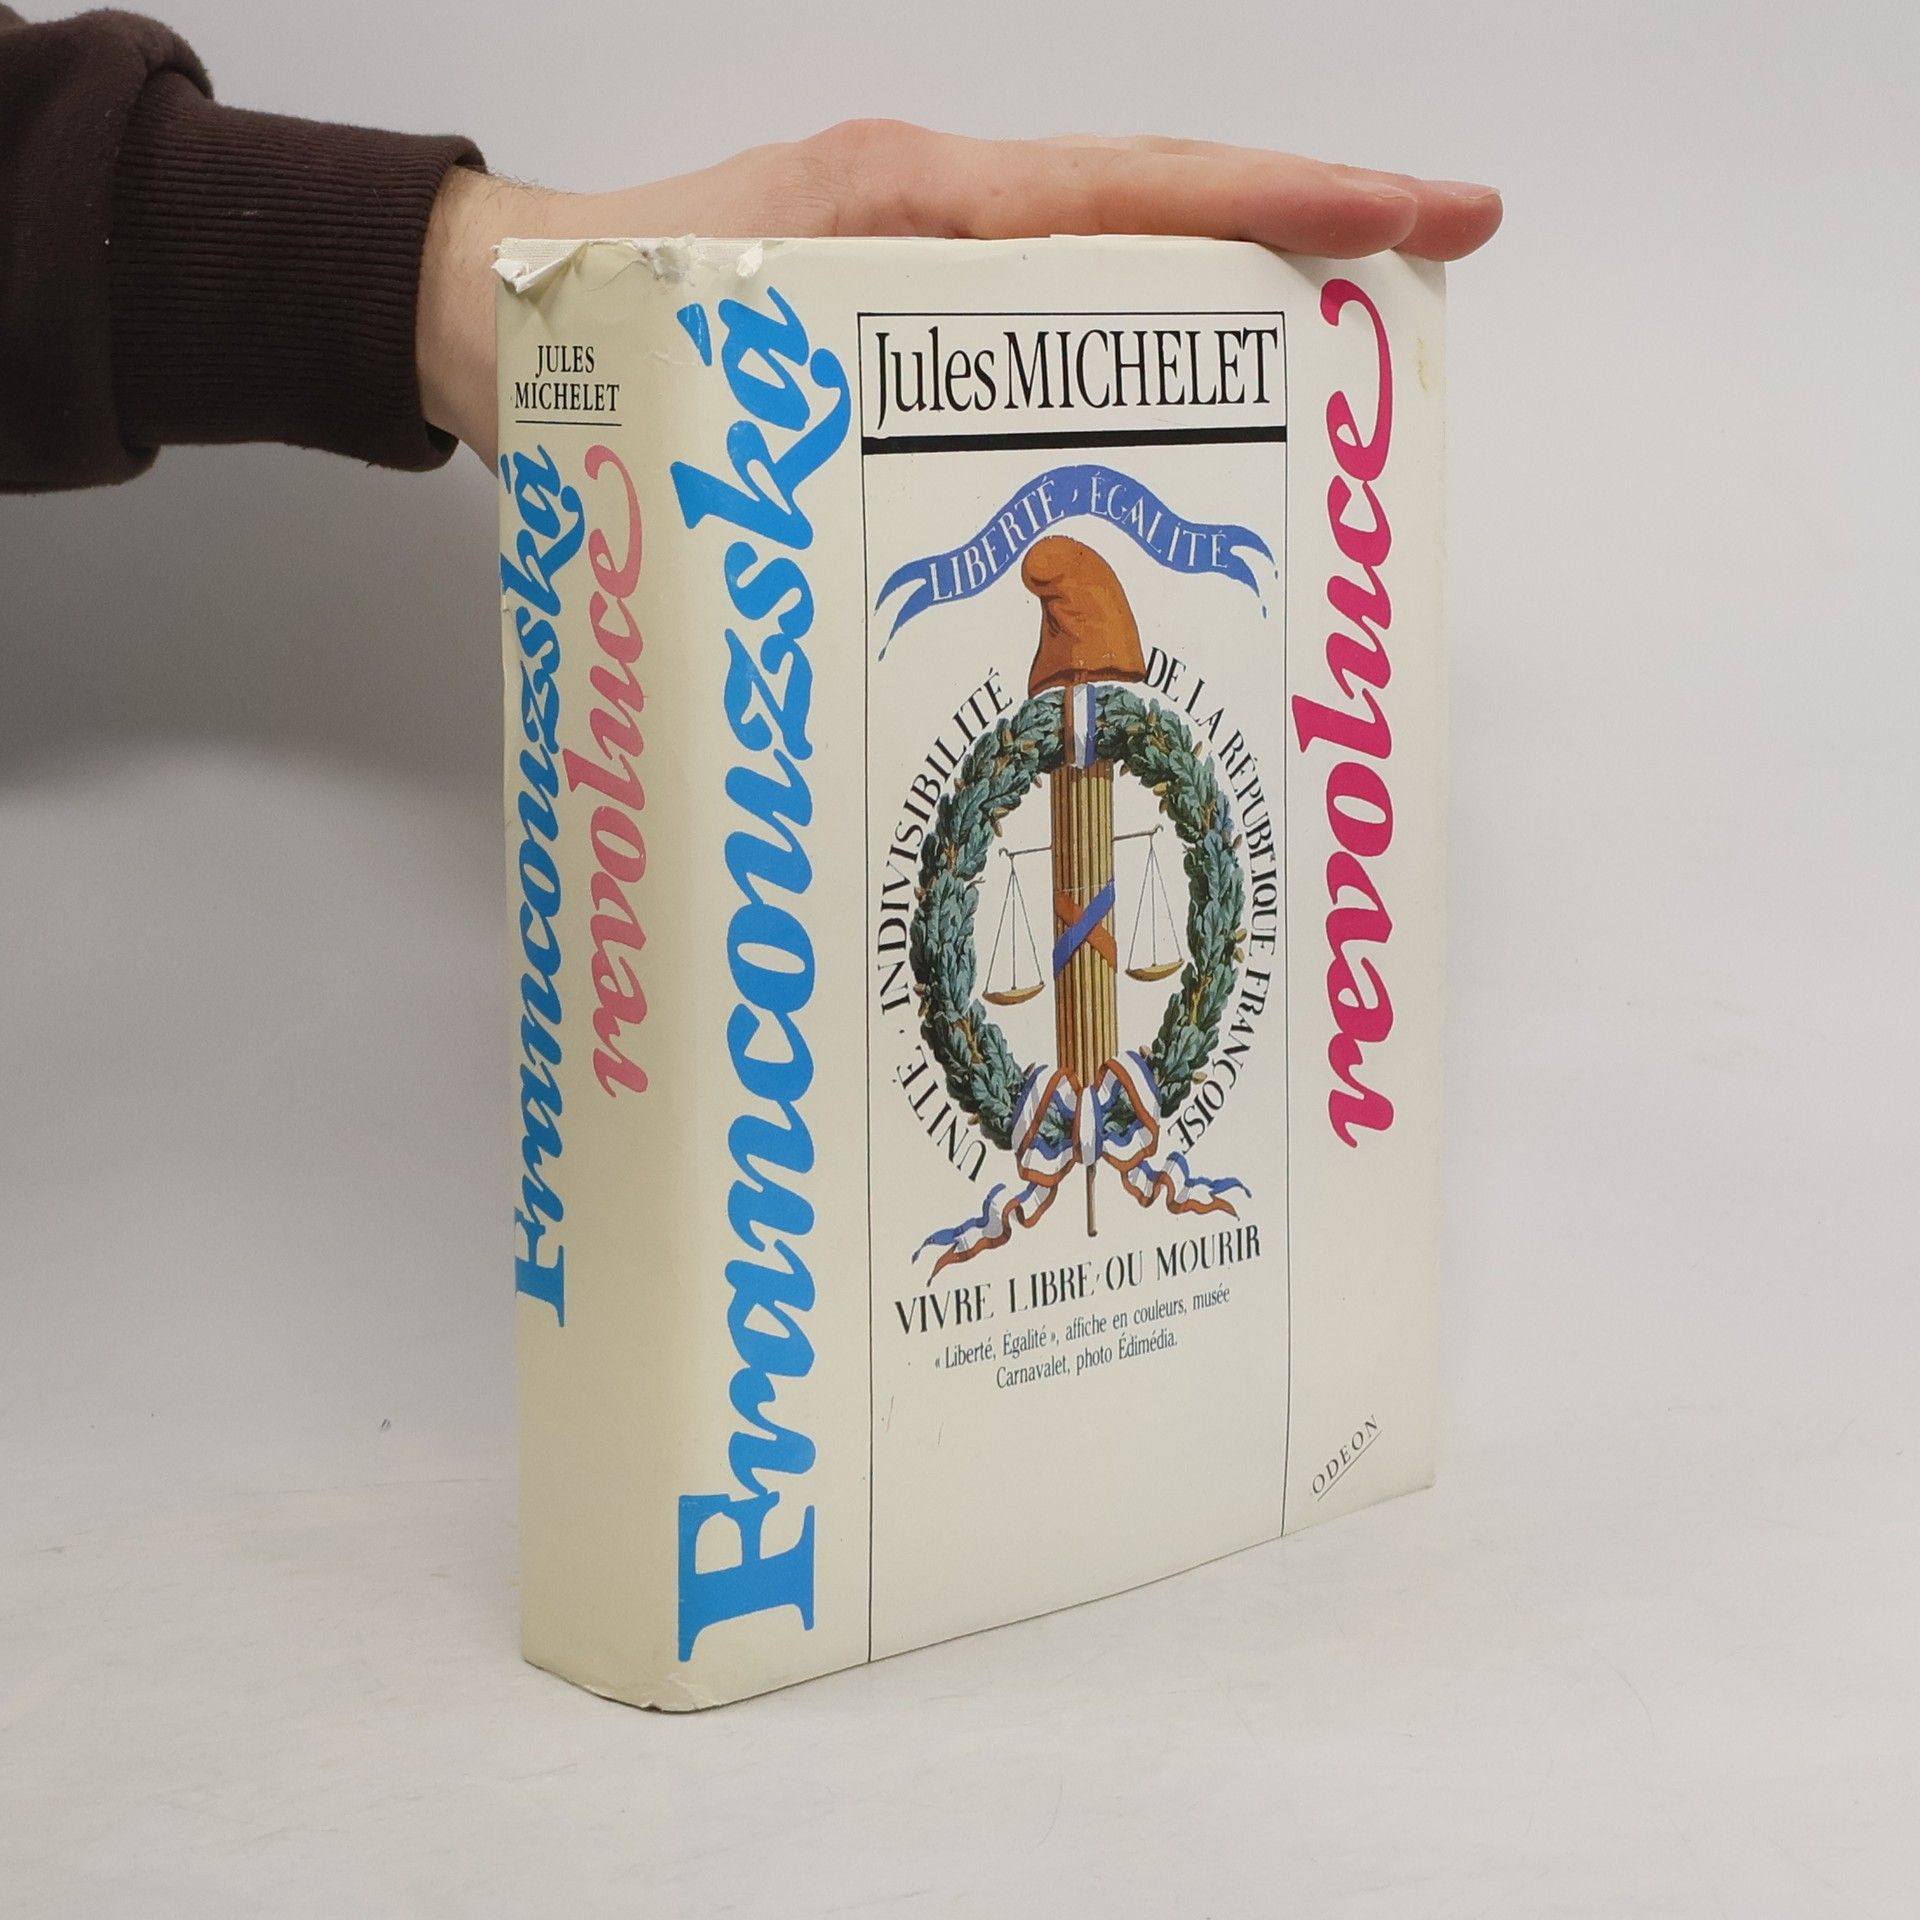 JULES
MICHELET
Francouzská
revoluce
Francouzská
revoluce
Jules MICHELET
LIBERTÉ, ÉGALITÉ
UNITÉ · INDIVISIBILITÉ
DE LA RÉPUBLIQUE FRANÇOISE
VIVRE LIBRE, OU MOURIR
« Liberté, Égalité », affiche en couleurs, musée
Carnavalet, photo Édimédia.
ODEON